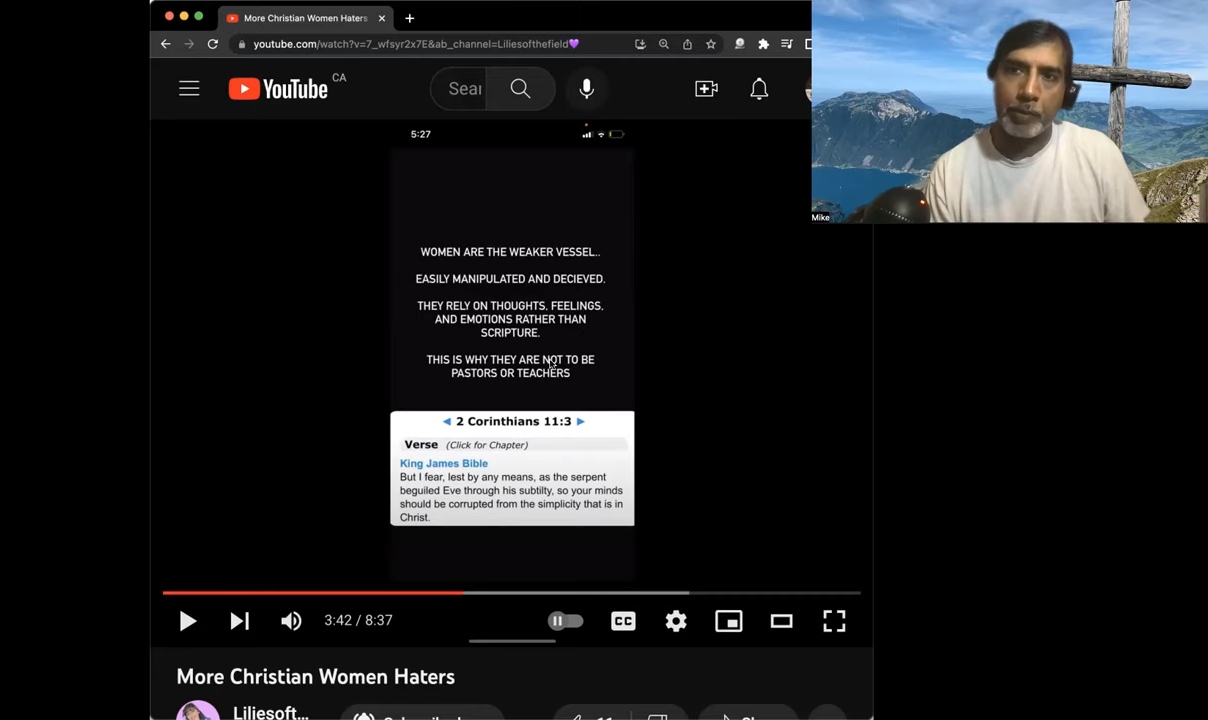 More Christian Women Haters
youtube.com/watch?v=7_wfsyr2x7E&ab_channel=Liliesofthefield💜
YouTube CA
Sear
5:27
WOMEN ARE THE WEAKER VESSEL..
EASILY MANIPULATED AND DECIEVED.
THEY RELY ON THOUGHTS, FEELINGS,
AND EMOTIONS RATHER THAN
SCRIPTURE.
THIS IS WHY THEY ARE NOT TO BE
PASTORS OR TEACHERS
2 Corinthians 11:3
Verse (Click for Chapter)
King James Bible
But I fear, lest by any means, as the serpent
beguiled Eve through his subtilty, so your minds
should be corrupted from the simplicity that is in
Christ.
Mike
3:42 / 8:37
CC
More Christian Women Haters
Liliesoft...